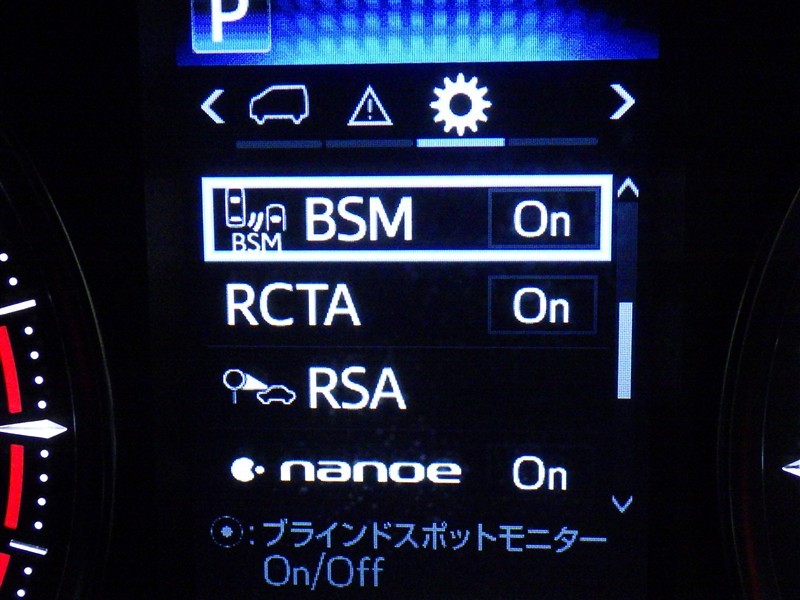 P
BSM BSM On
RCTA On
RSA
nanoe On
:ブラインドスポットモニター
On/Off